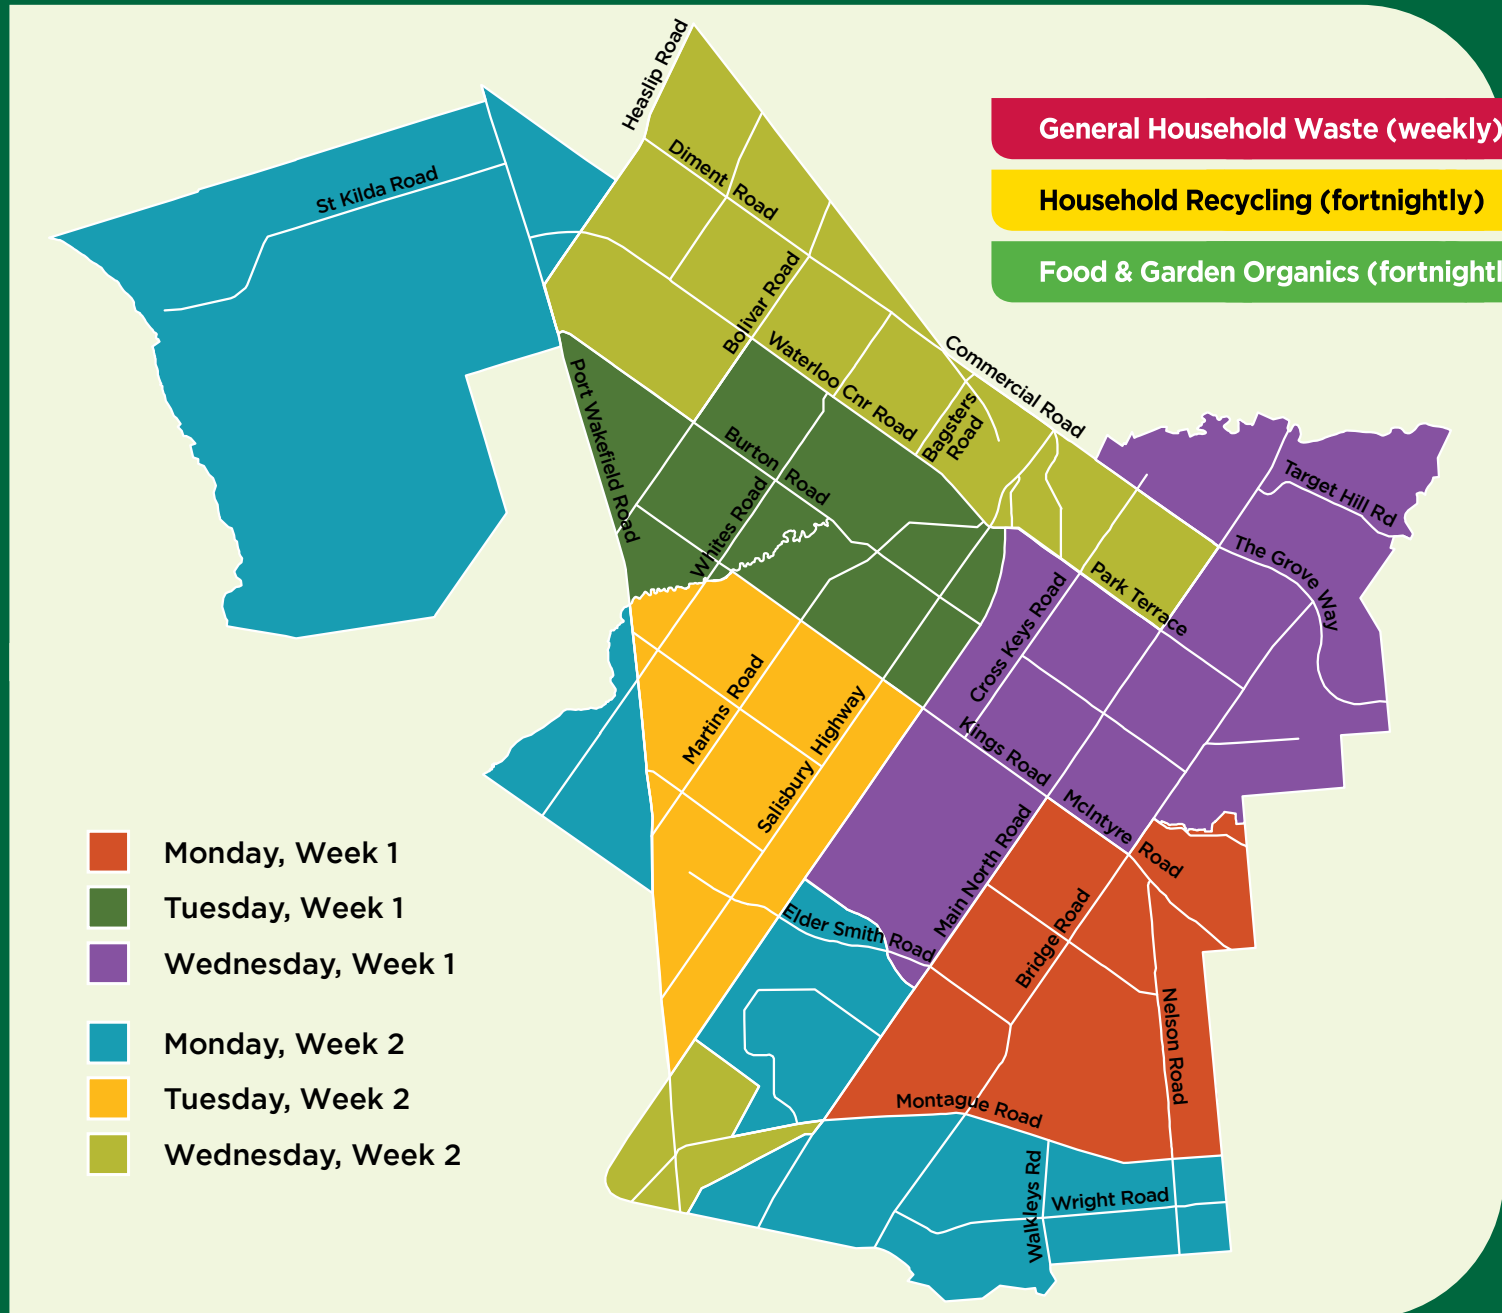 General Household Waste (weekly)
Household Recycling (fortnightly)
Food & Garden Organics (fortnightl
Heaslip Road
St Kilda Road
Diment Road
Bolivar Road
Waterloo Cnr Road
Commercial Road
Bagsters
Road
Port Wakefield Road
Burton Road
Whites Road
Target Hill Rd
The Grove Way
Park Terrace
Cross Keys Road
Martins Road
Salisbury Highway
Kings Road
McIntyre Road
Main North Road
Elder Smith Road
Bridge Road
Nelson Road
Montague Road
Walkleys Rd
Wright Road
Monday, Week 1
Tuesday, Week 1
Wednesday, Week 1
Monday, Week 2
Tuesday, Week 2
Wednesday, Week 2